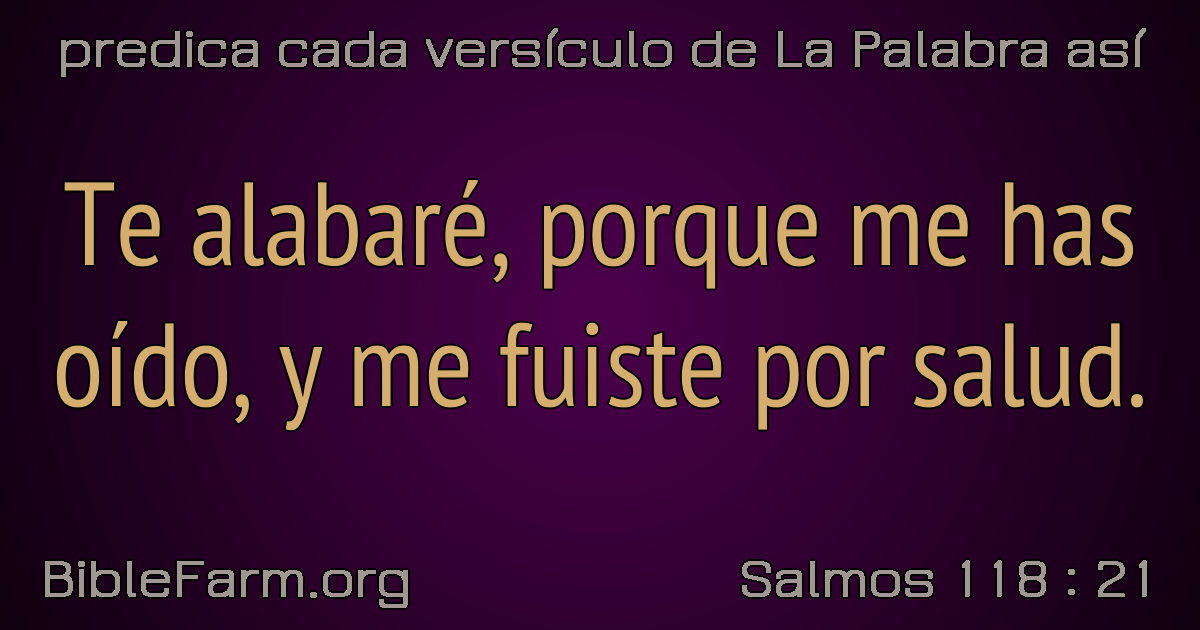 predica cada versículo de La Palabra así
Te alabaré, porque me has
oído, y me fuiste por salud.
BibleFarm.org
Salmos 118 : 21